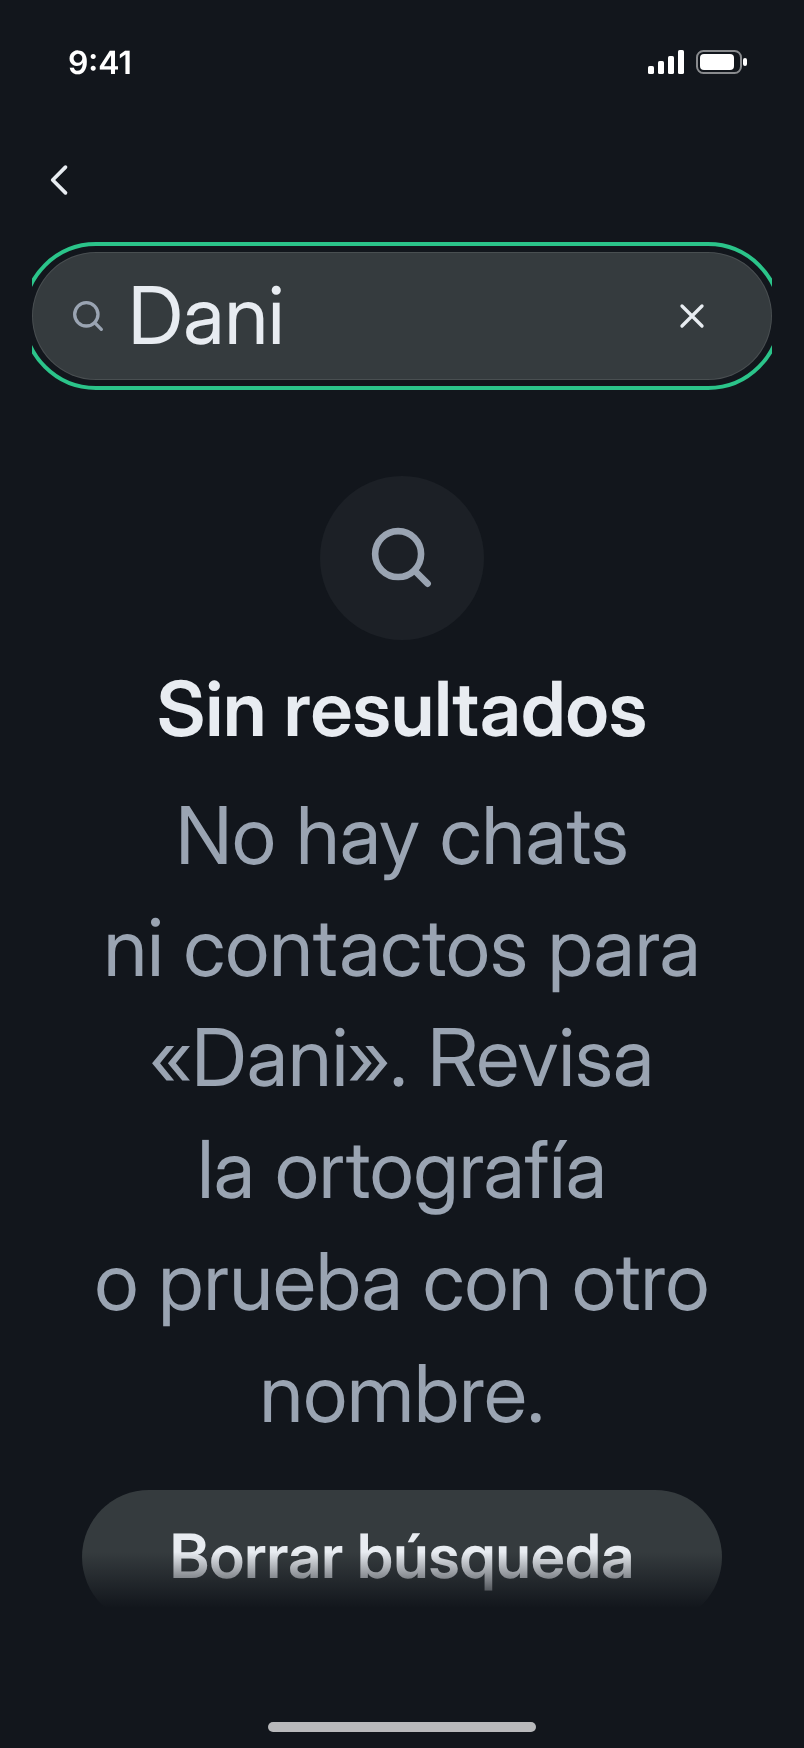 9:41
Dani
Sin resultados
No hay chats
ni contactos para
«Dani». Revisa
la ortografía
o prueba con otro
nombre.
Borrar búsqueda